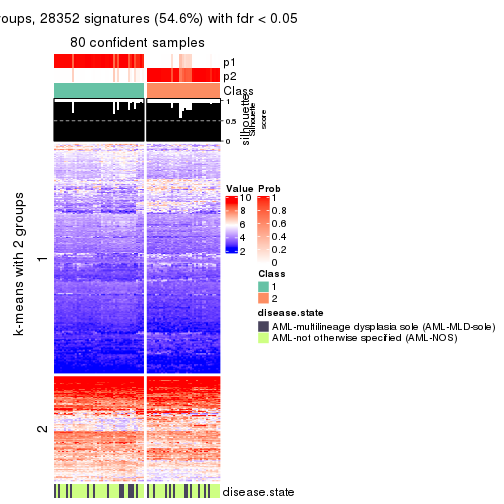 roups, 28352 signatures (54.6%) with fdr < 0.05
80 confident samples
p1
p2
Class
1
0.5
0
silhouette
Silhouette
score
k-means with 2 groups
1
2
Value
10
8
6
4
2
Prob
1
0.8
0.6
0.4
0.2
0
Class
1
2
disease.state
AML-multilineage dysplasia sole (AML-MLD-sole)
AML-not otherwise specified (AML-NOS)
disease.state